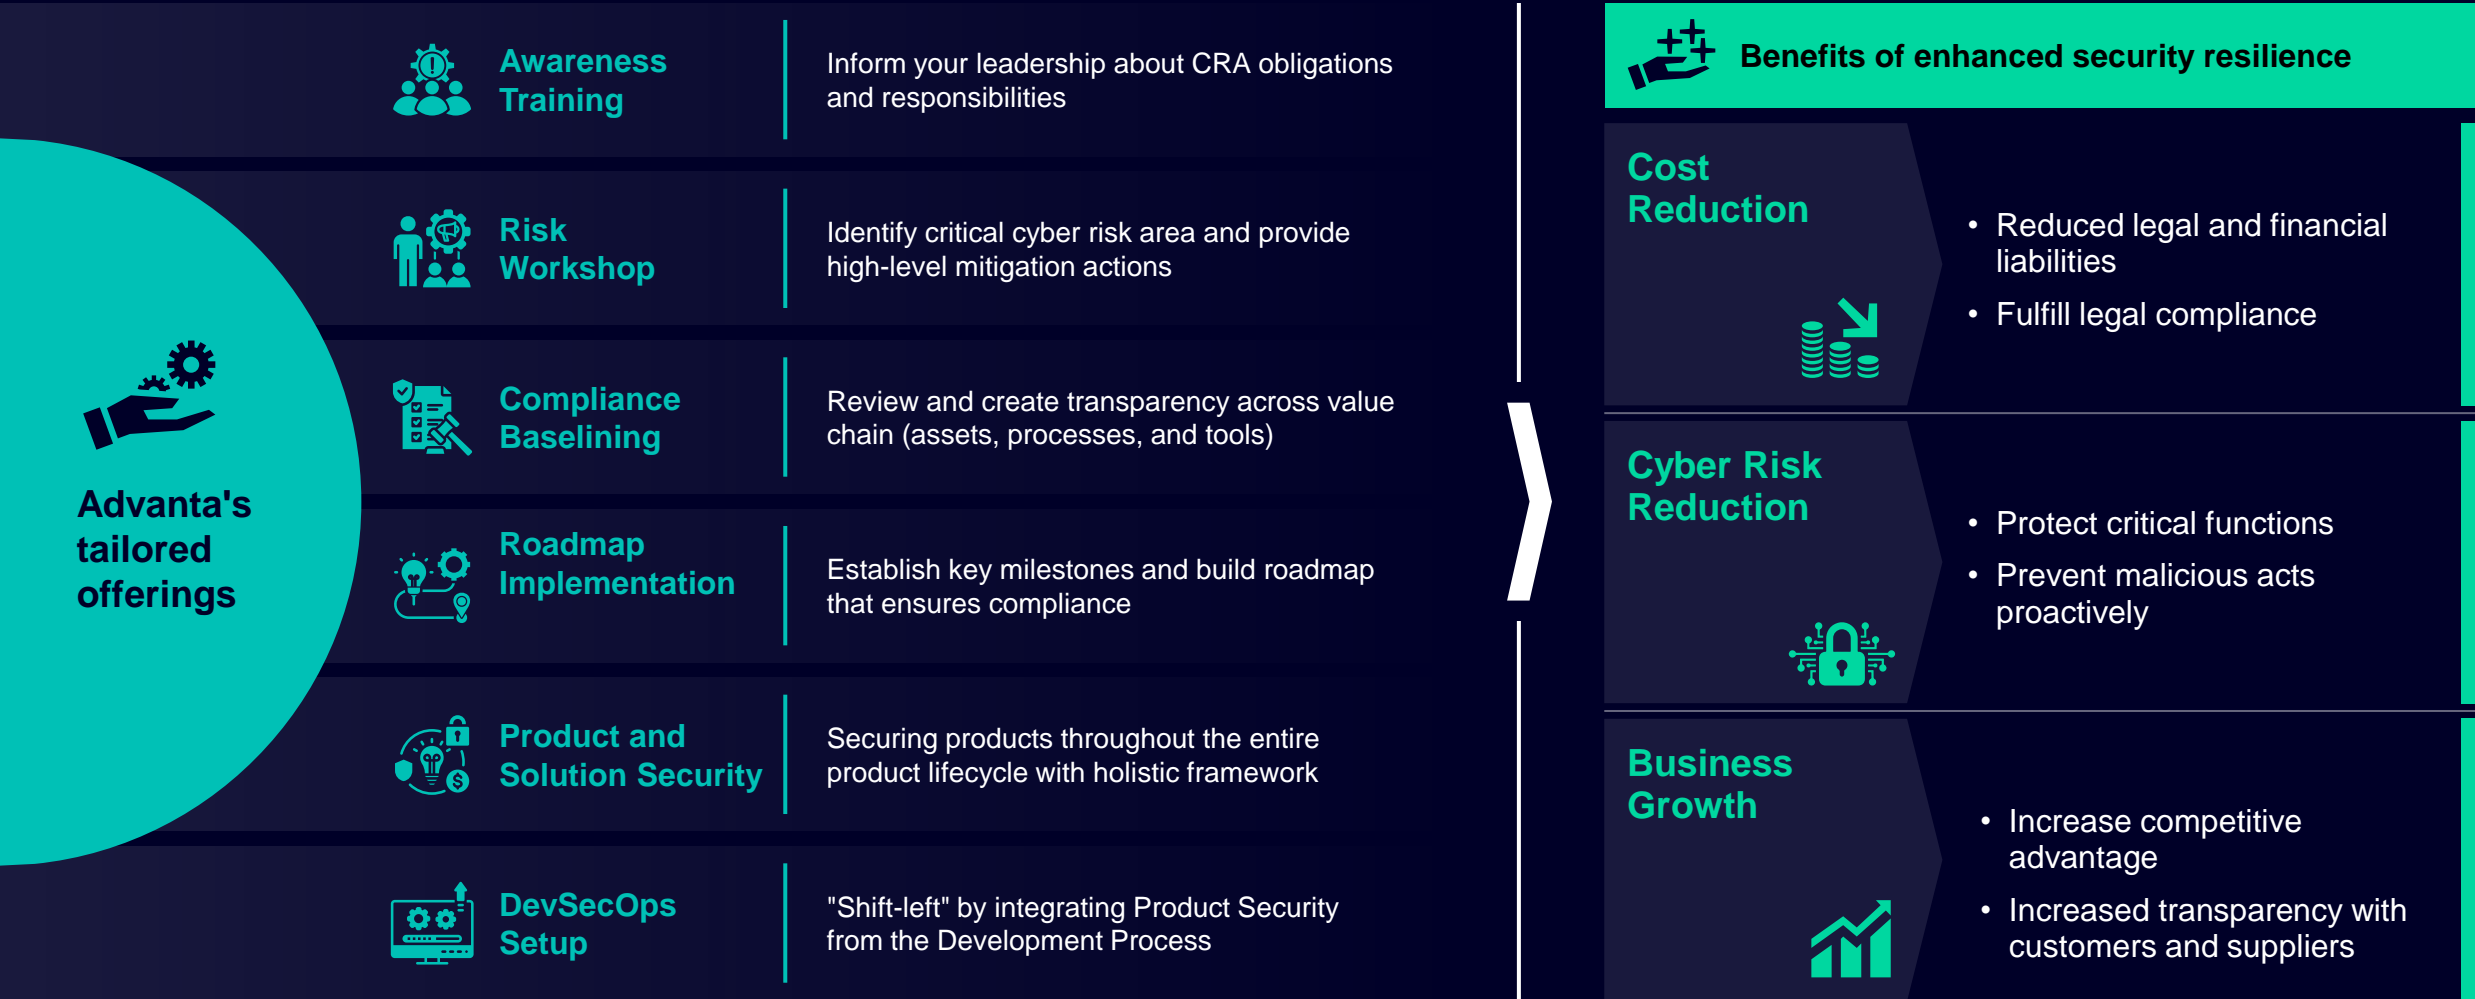 Advanta's
tailored
offerings
Awareness
Training
Inform your leadership about CRA obligations
and responsibilities
Risk
Workshop
Identify critical cyber risk area and provide
high-level mitigation actions
Compliance
Baselining
Review and create transparency across value
chain (assets, processes, and tools)
Roadmap
Implementation
Establish key milestones and build roadmap
that ensures compliance
Product and
Solution Security
Securing products throughout the entire
product lifecycle with holistic framework
DevSecOps
Setup
"Shift-left" by integrating Product Security
from the Development Process
Benefits of enhanced security resilience
Cost
Reduction
• Reduced legal and financial
liabilities
• Fulfill legal compliance
Cyber Risk
Reduction
• Protect critical functions
• Prevent malicious acts
proactively
Business
Growth
• Increase competitive
advantage
• Increased transparency with
customers and suppliers